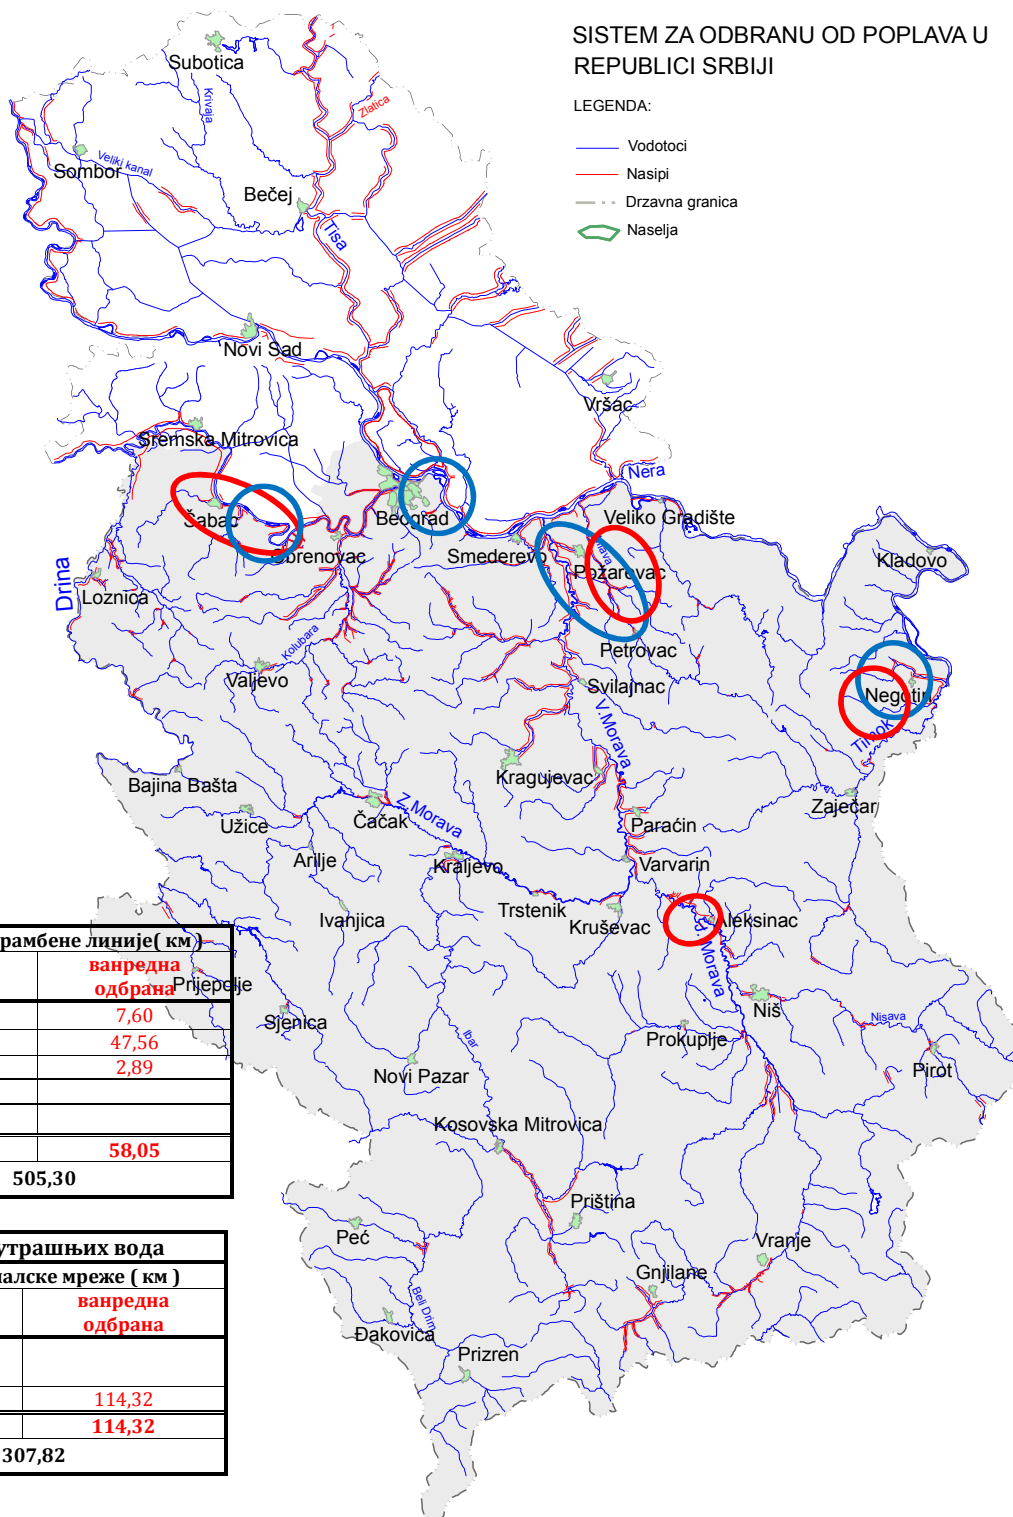 SISTEM ZA ODBRANU OD POPLAVA U
REPUBLICI SRBIJI
LEGENDA:
Vodotoci
Nasipi
Drzavna granica
Naselja
Subotica
Krivaja
Zlatica
Sombor
Veliki kanal
Bečej
Tisa
Novi Sad
Vršac
Sremska Mitrovica
Nera
Šabac
Beograd
Veliko Gradište
Obrenovac
Smederevo
Kladovo
Požarevac
Drina
Loznica
Kolubara
Petrovac
Valjevo
Svilajnac
Negotin
V.Morava
Timok
Bajina Bašta
Kragujevac
Zaječar
Užice
Čačak
Z.Morava
Paraćin
Arilje
Kraljevo
Varvarin
Ivanjica
Trstenik
Kruševac
Aleksinac
J. Morava
Prijepolje
Sjenica
Niš
Nisava
Ibar
Prokuplje
Pirot
Novi Pazar
Kosovska Mitrovica
Priština
Peć
Vranje
Gnjilane
Beli Drim
Đakovica
Prizren
рамбене линије( км )
ванредна
одбрана
7,60
47,56
2,89
58,05
505,30
утрашњих вода
налске мреже ( км )
ванредна
одбрана
114,32
114,32
307,82